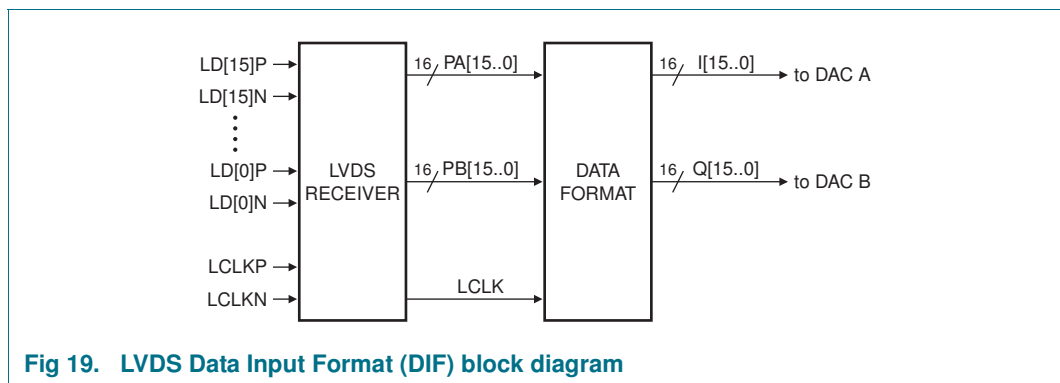 LD[15]P
LD[15]N
LD[0]P
LD[0]N
LCLKP
LCLKN
LVDS
RECEIVER
16 PA[15..0]
16 PB[15..0]
LCLK
DATA
FORMAT
16 I[15..0]
to DAC A
16 Q[15..0]
to DAC B
Fig 19. LVDS Data Input Format (DIF) block diagram